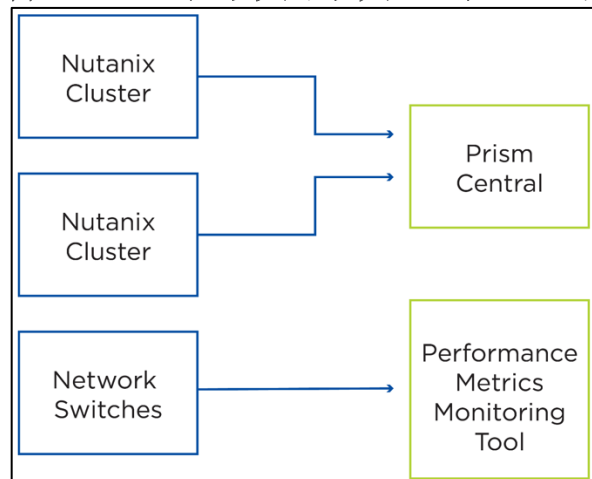 Nutanix
Cluster
Prism
Central
Nutanix
Cluster
Network
Switches
Performance
Metrics
Monitoring
Tool